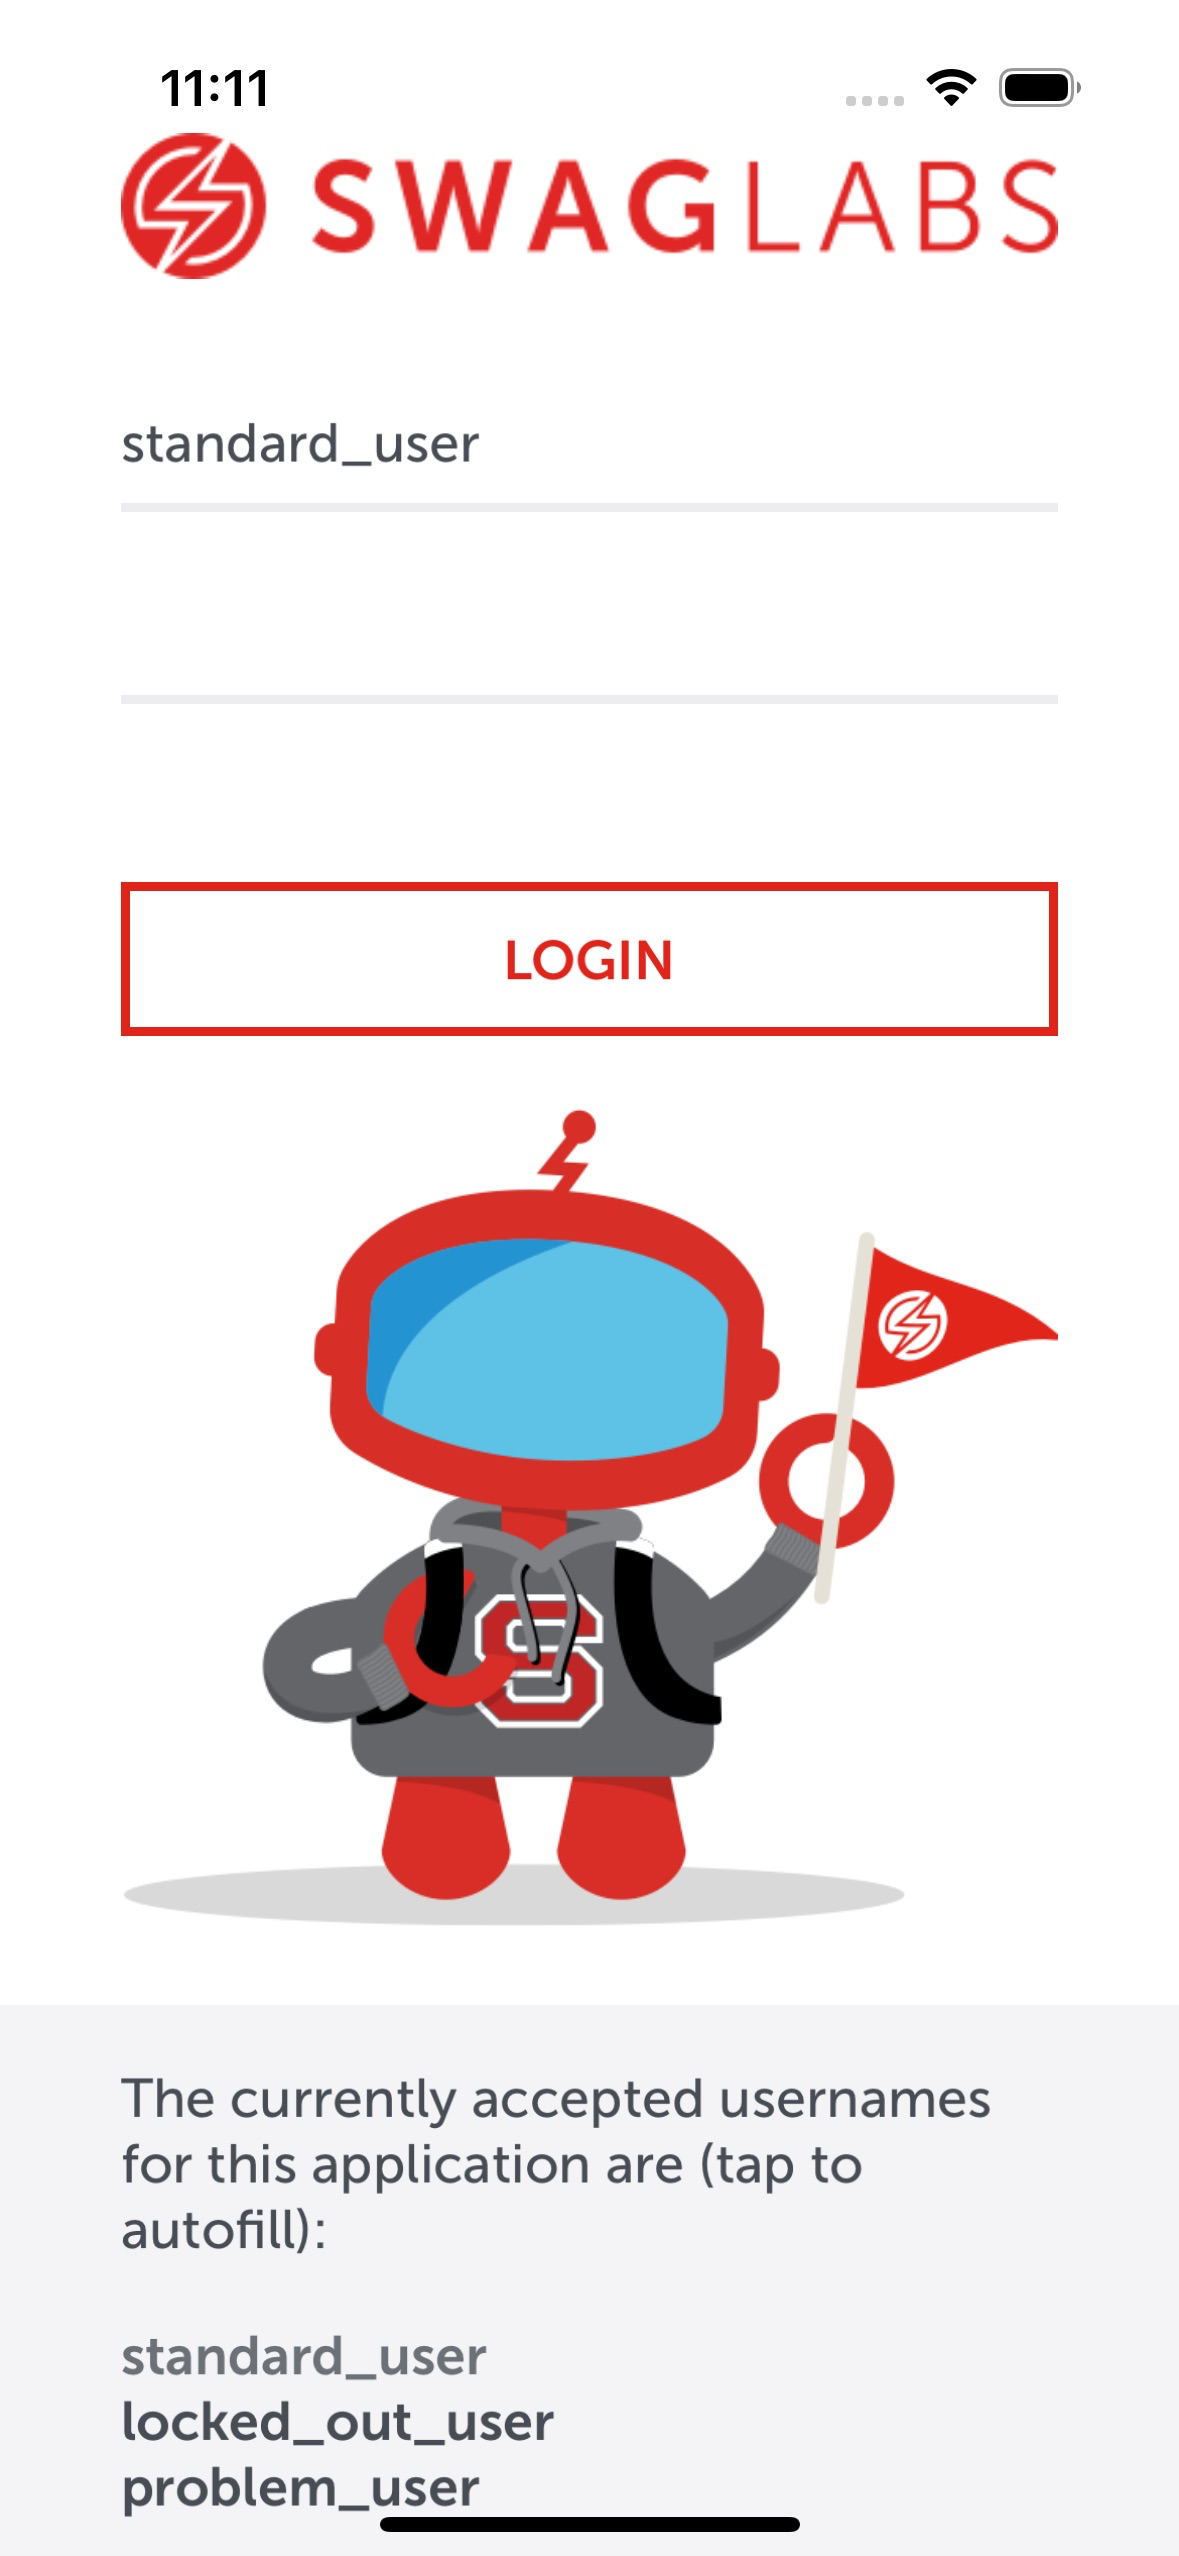 11:11
SWAGLABS
standard_user
LOGIN
S
The currently accepted usernames
for this application are (tap to
autofill):
standard_user
locked_out_user
problem_user